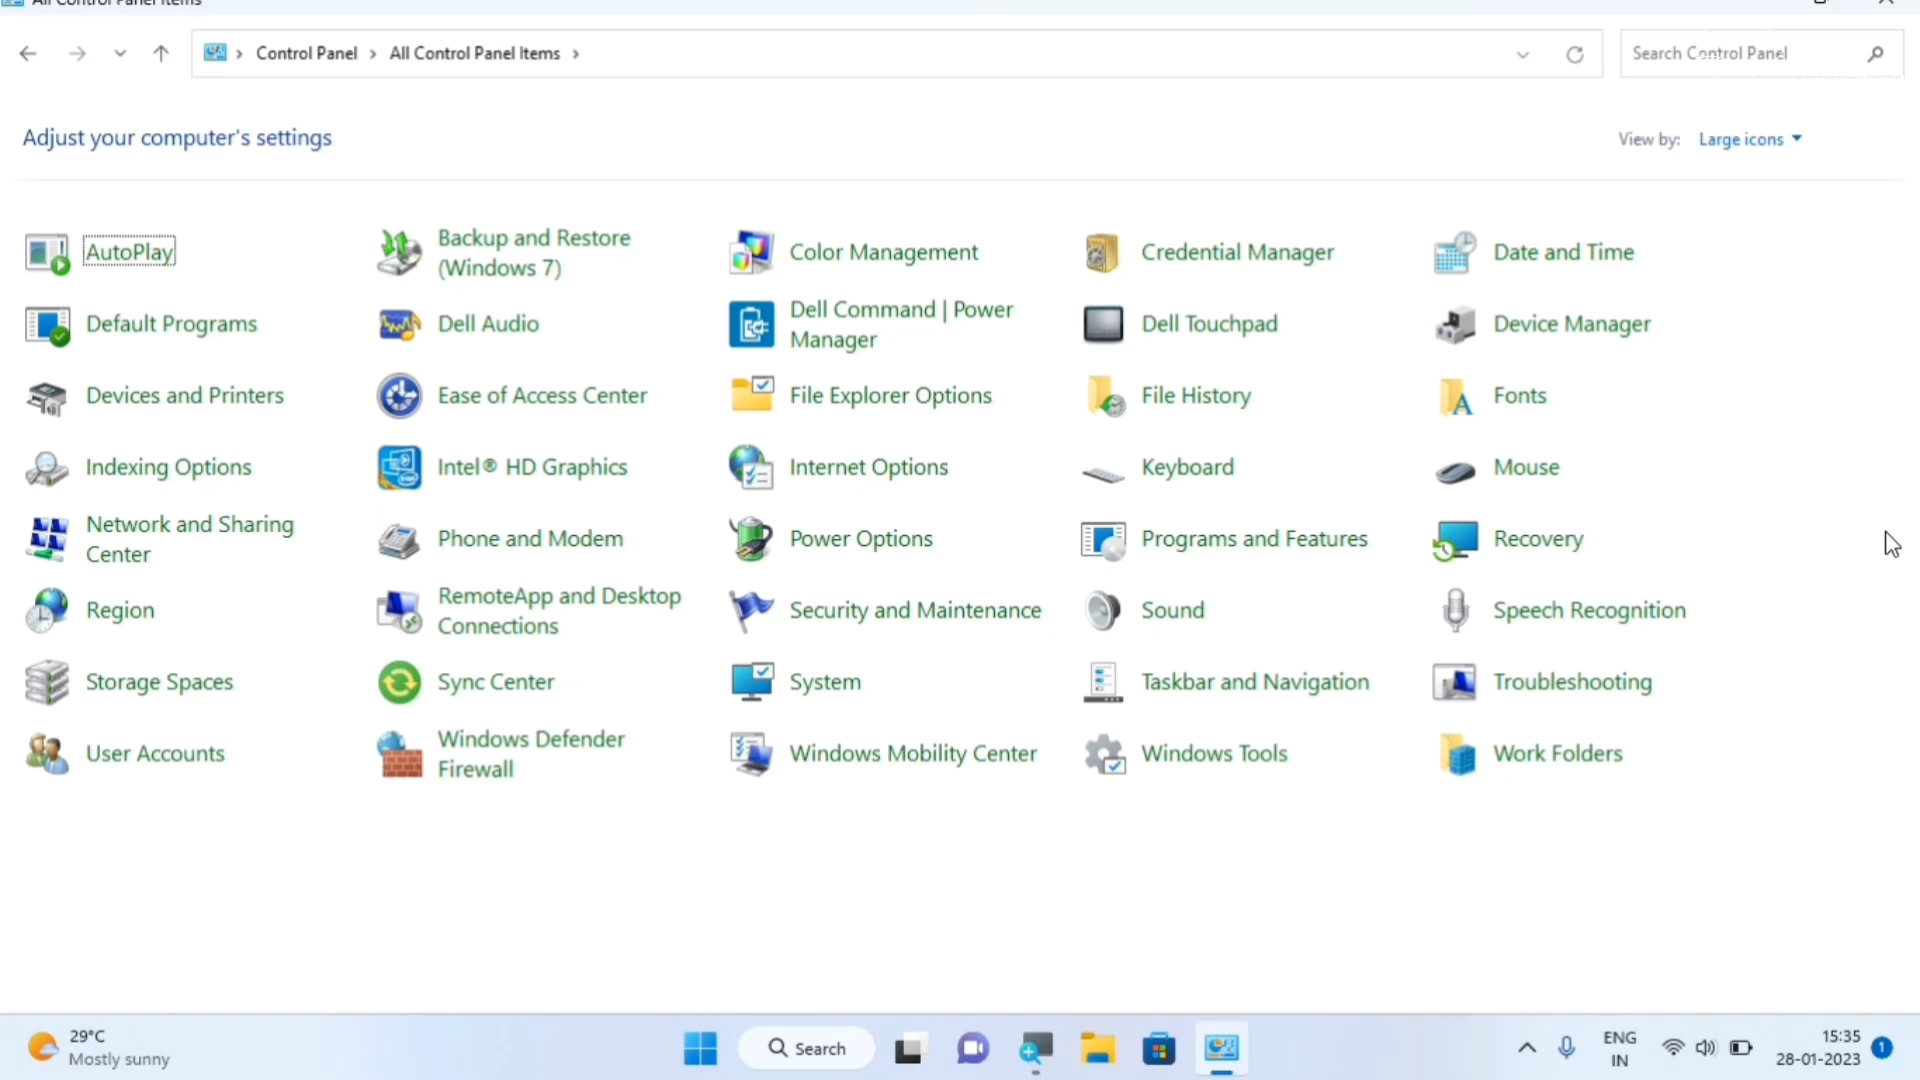 All Control Panel Items
Control Panel > All Control Panel Items >
Search Control Panel
Adjust your computer's settings
View by: Large icons
AutoPlay
Backup and Restore
(Windows 7)
Color Management
Credential Manager
Date and Time
Default Programs
Dell Audio
Dell Command | Power
Manager
Dell Touchpad
Device Manager
Devices and Printers
Ease of Access Center
File Explorer Options
File History
Fonts
Indexing Options
Intel® HD Graphics
Internet Options
Keyboard
Mouse
Network and Sharing
Center
Phone and Modem
Power Options
Programs and Features
Recovery
Region
RemoteApp and Desktop
Connections
Security and Maintenance
Sound
Speech Recognition
Storage Spaces
Sync Center
System
Taskbar and Navigation
Troubleshooting
User Accounts
Windows Defender
Firewall
Windows Mobility Center
Windows Tools
Work Folders
29°C
Mostly sunny
Search
ENG
IN
15:35
28-01-2023
1